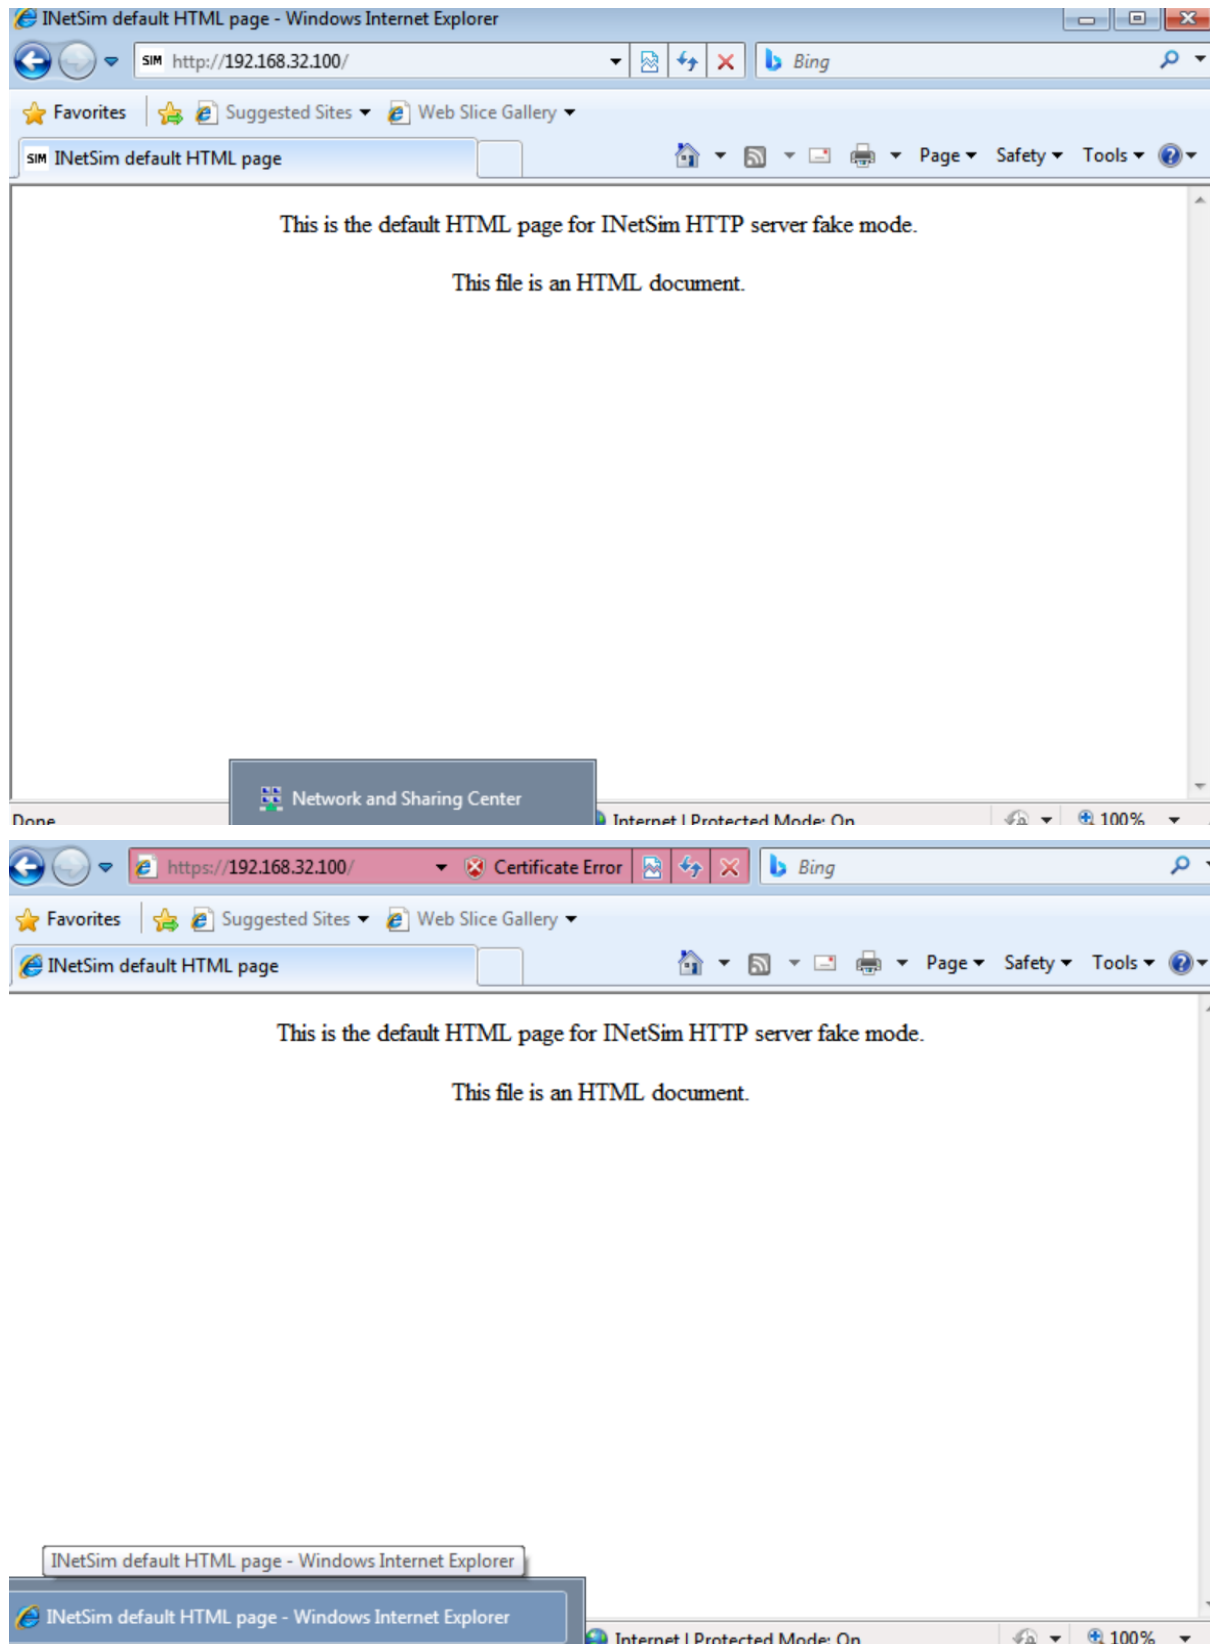 INetSim default HTML page - Windows Internet Explorer
SIM http://192.168.32.100/ Bing
Favorites Suggested Sites Web Slice Gallery
SIM INetSim default HTML page Page Safety Tools
This is the default HTML page for INetSim HTTP server fake mode.
This file is an HTML document.
Network and Sharing Center
Done Internet | Protected Mode: On 100%
https://192.168.32.100/ Certificate Error Bing
Favorites Suggested Sites Web Slice Gallery
INetSim default HTML page Page Safety Tools
This is the default HTML page for INetSim HTTP server fake mode.
This file is an HTML document.
INetSim default HTML page - Windows Internet Explorer
INetSim default HTML page - Windows Internet Explorer
Internet | Protected Mode: On 100%